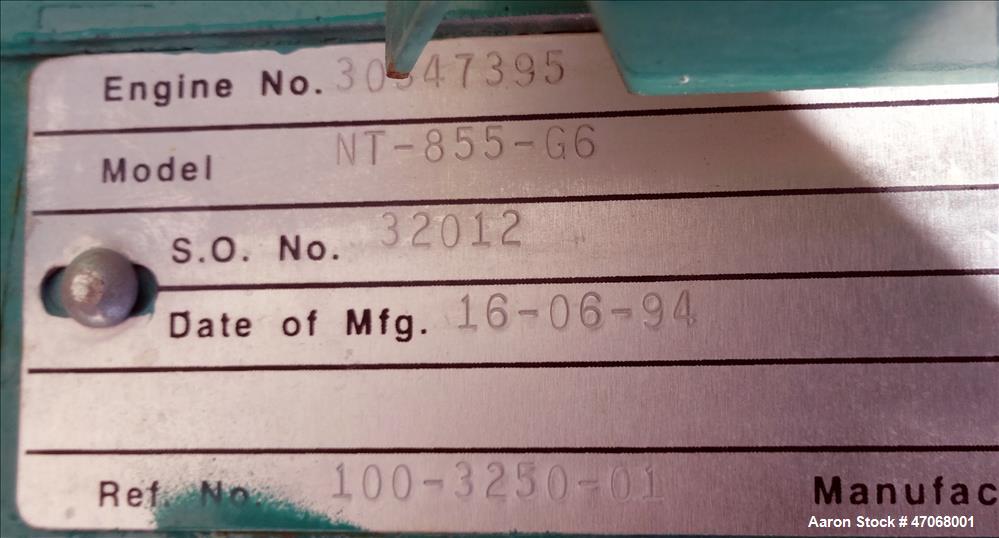 Engine No. 30347395
Model NT-855-G6
S.O. No. 32012
Date of Mfg. 16-06-94
Ref. No. 100-3250-01
Manufac
Aaron Stock # 47068001